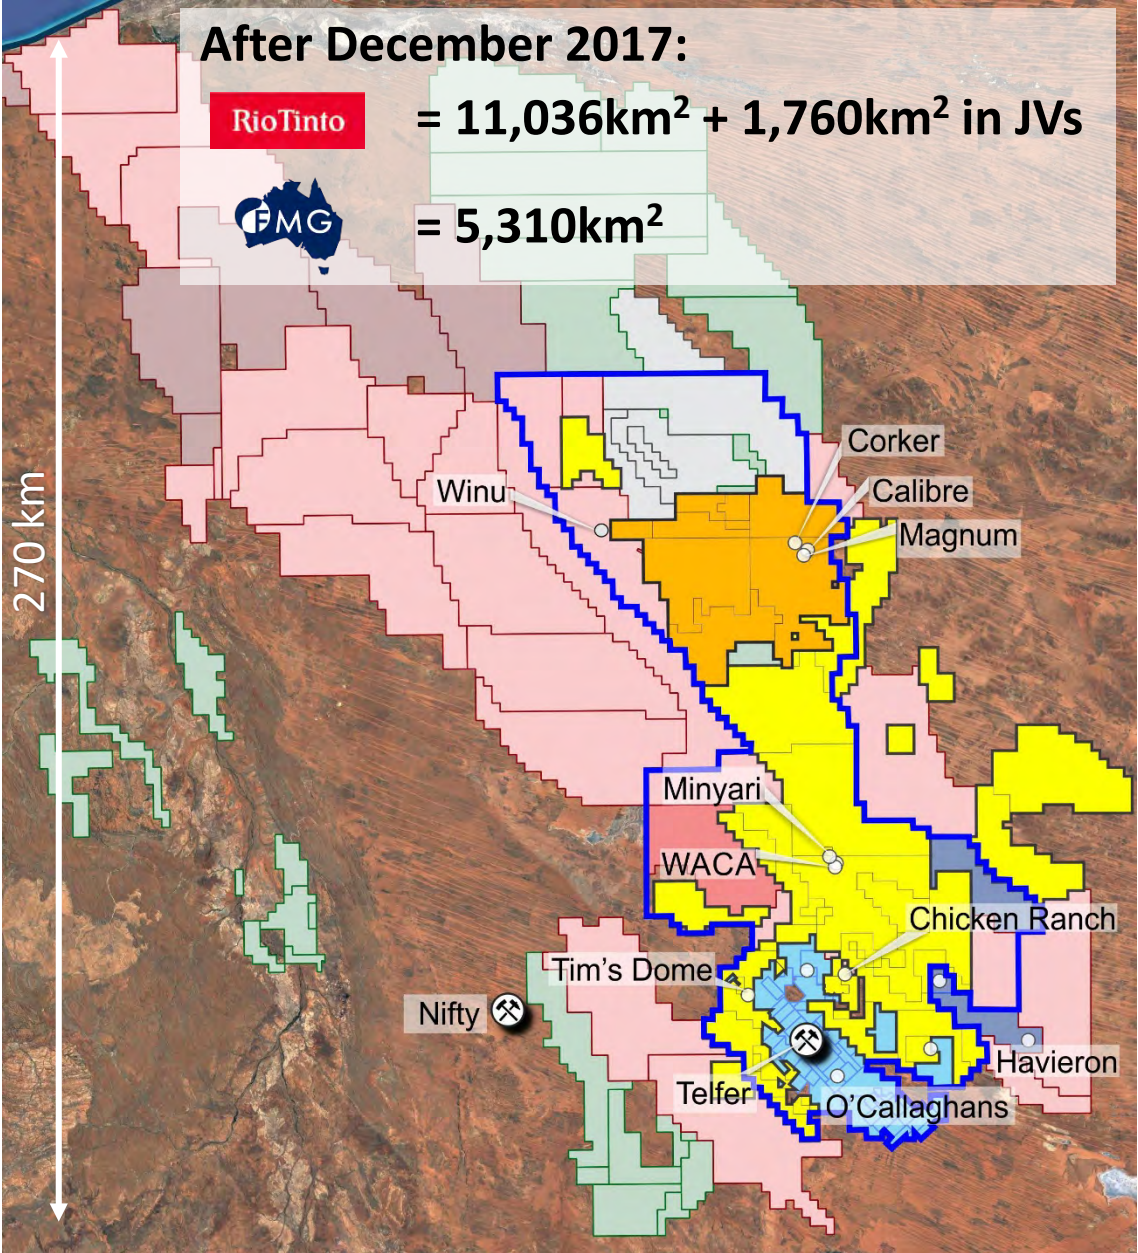 After December 2017:
RioTinto = 11,036km² + 1,760km² in JVs
FMG = 5,310km²
270 km
Corker
Calibre
Winu
Magnum
Minyari
WACA
Chicken Ranch
Tim's Dome
Nifty
Havieron
Telfer
O'Callaghans